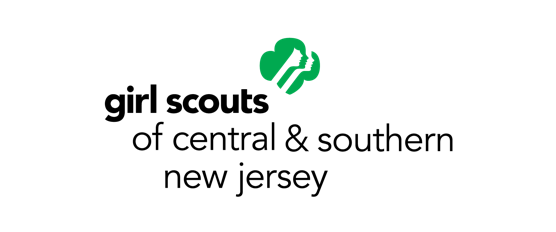 girl scouts
of central & southern
new jersey